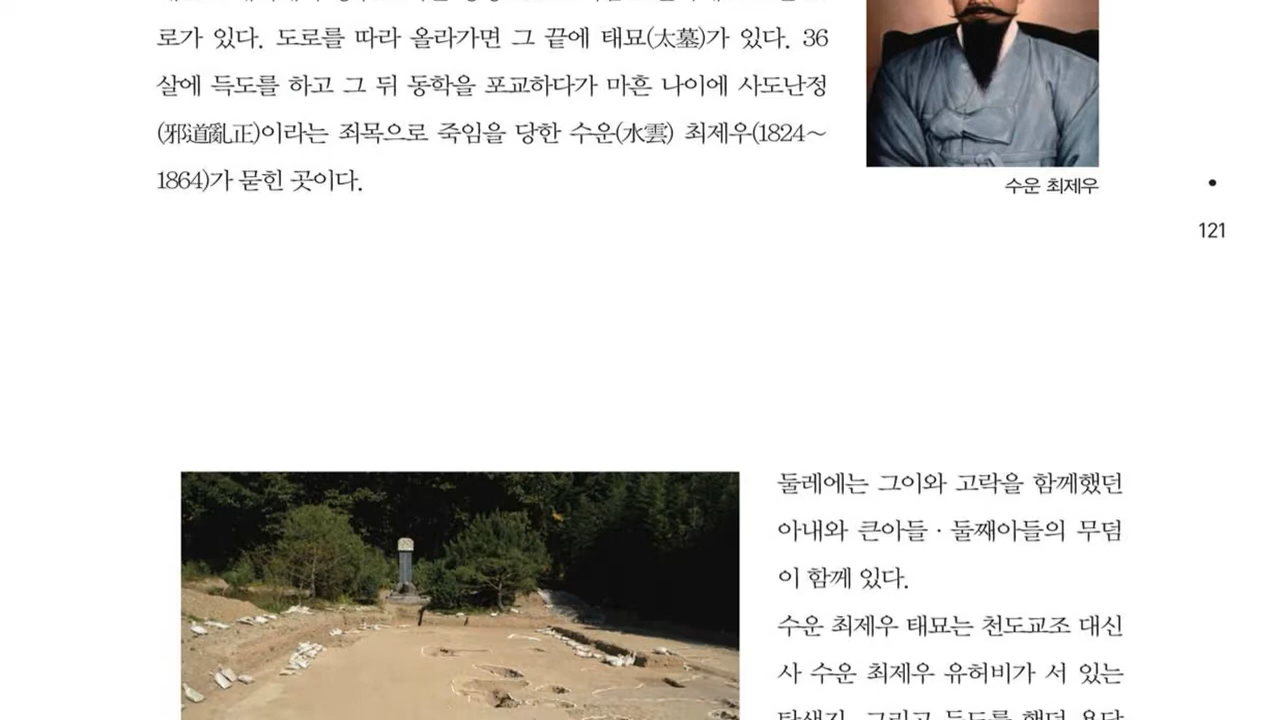 로가 있다. 도로를 따라 올라가면 그 끝에 태묘(太墓)가 있다. 36
살에 득도를 하고 그 뒤 동학을 포교하다가 마흔 나이에 사도난정
(邪道亂正)이라는 죄목으로 죽임을 당한 수운(水雲) 최제우(1824~
1864)가 묻힌 곳이다.
수운 최제우
121
둘레에는 그이와 고락을 함께했던
아내와 큰아들 · 둘째아들의 무덤
이 함께 있다.
수운 최제우 태묘는 천도교조 대신
사 수운 최제우 유허비가 서 있는